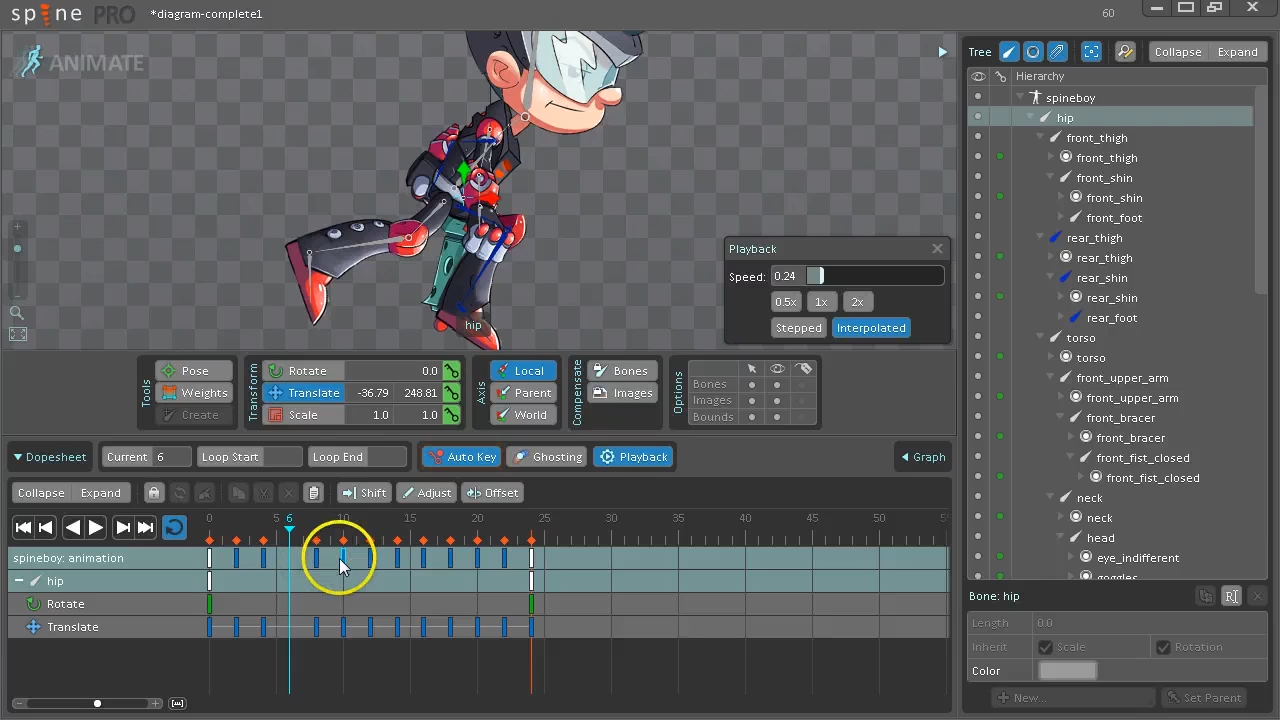 spine PRO *diagram-complete1 60
ANIMATE
hip
Playback
Speed: 0.24
0.5x 1x 2x
Stepped Interpolated
Tools
Pose
Weights
Create
Transform
Rotate 0.0
Translate -36.79 248.81
Scale 1.0 1.0
Axis
Local
Parent
World
Compensate
Bones
Images
Options
Bones
Images
Bounds
Dopesheet Current 6 Loop Start Loop End Auto Key Ghosting Playback Graph
Collapse Expand Shift Adjust Offset
0 5 6 10 15 20 25 30 35 40 45 50
spineboy: animation
hip
Rotate
Translate
Tree Collapse Expand
Hierarchy
spineboy
hip
front_thigh
front_thigh
front_shin
front_shin
front_foot
rear_thigh
rear_thigh
rear_shin
rear_shin
rear_foot
torso
torso
front_upper_arm
front_upper_arm
front_bracer
front_bracer
front_fist_closed
front_fist_closed
neck
neck
head
eye_indifferent
goggles
Bone: hip
Length 0.0
Inherit Scale Rotation
Color
New... Set Parent